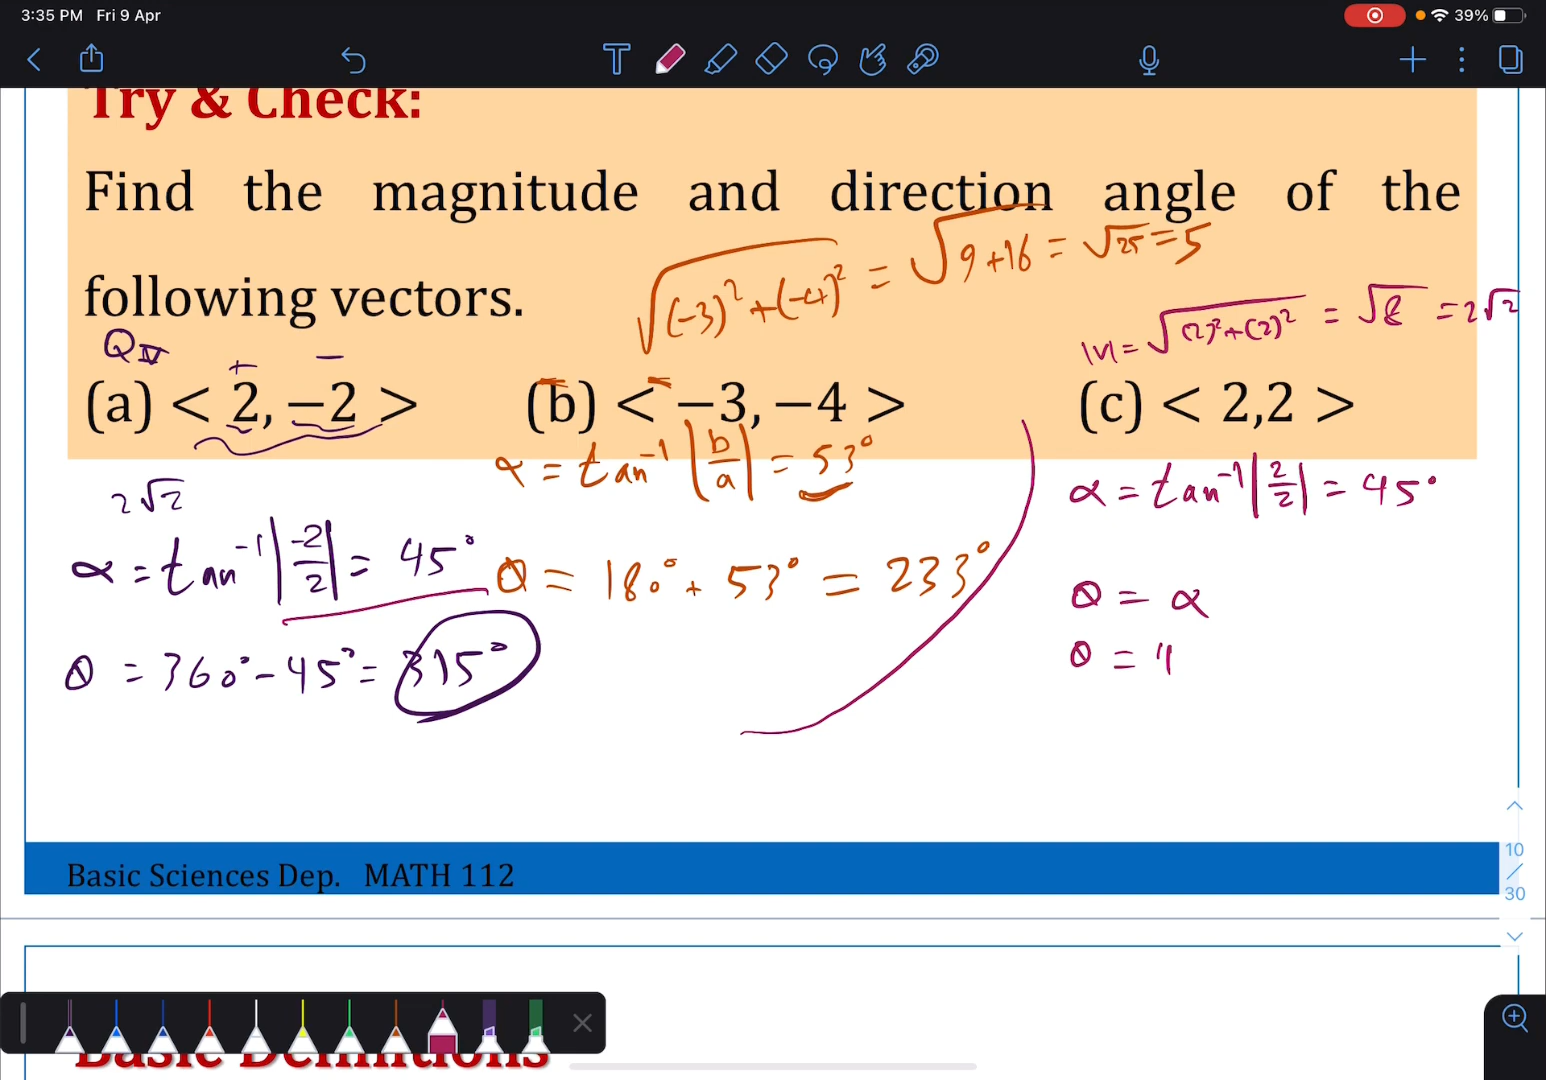 3:35 PM Fri 9 Apr
39%
Try & Check:
Find the magnitude and direction angle of the
following vectors.
√(-3)²+(-4)² = √9+16 = √25 = 5
|V| = √(2)²+(2)² = √8 = 2√2
Q IV
+ −
(a) < 2, −2 > (b) < −3, −4 > (c) < 2,2 >
2√2
α = tan⁻¹ |-2/2| = 45°
θ = 360° - 45° = 315°
α = tan⁻¹ |b/a| = 53°
θ = 180° + 53° = 233°
α = tan⁻¹ |2/2| = 45°
θ = α
θ =
Basic Sciences Dep. MATH 112
10
/
30
Basic Definitions